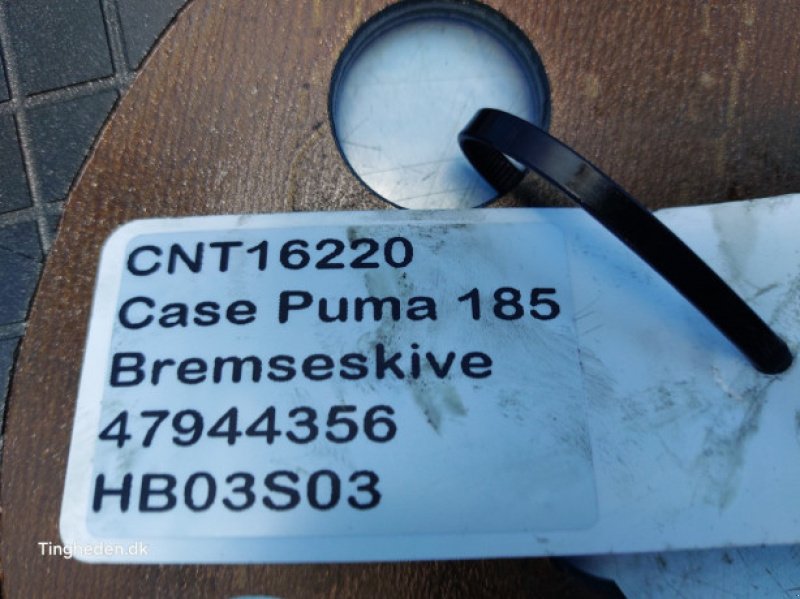 CNT16220
Case Puma 185
Bremseskive
47944356
HB03S03
Tingheden.dk